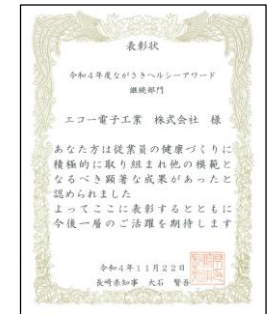 表彰状
令和4年度ながさきヘルシーアワード
継続部門
エコー電子工業 株式会社 様
あなた方は従業員の健康づくりに
積極的に取り組まれ他の模範と
なるべき顕著な成果があったと
認められました
よってここに表彰するとともに
今後一層のご活躍を期待します
令和4年11月22日
長崎県知事 大石 賢吾